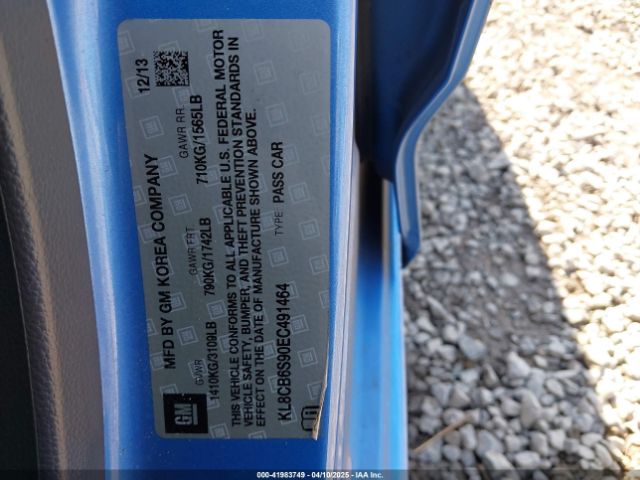 MFD BY GM KOREA COMPANY 12/13
GVWR GAWR FRT GAWR RR
1410KG/3109LB 790KG/1742LB 710KG/1565LB
THIS VEHICLE CONFORMS TO ALL APPLICABLE U.S. FEDERAL MOTOR
VEHICLE SAFETY, BUMPER, AND THEFT PREVENTION STANDARDS IN
EFFECT ON THE DATE OF MANUFACTURE SHOWN ABOVE.
KL8CB6S90EC491464 TYPE: PASS CAR
GM
000-41983749 - 04/10/2025 - IAA Inc.